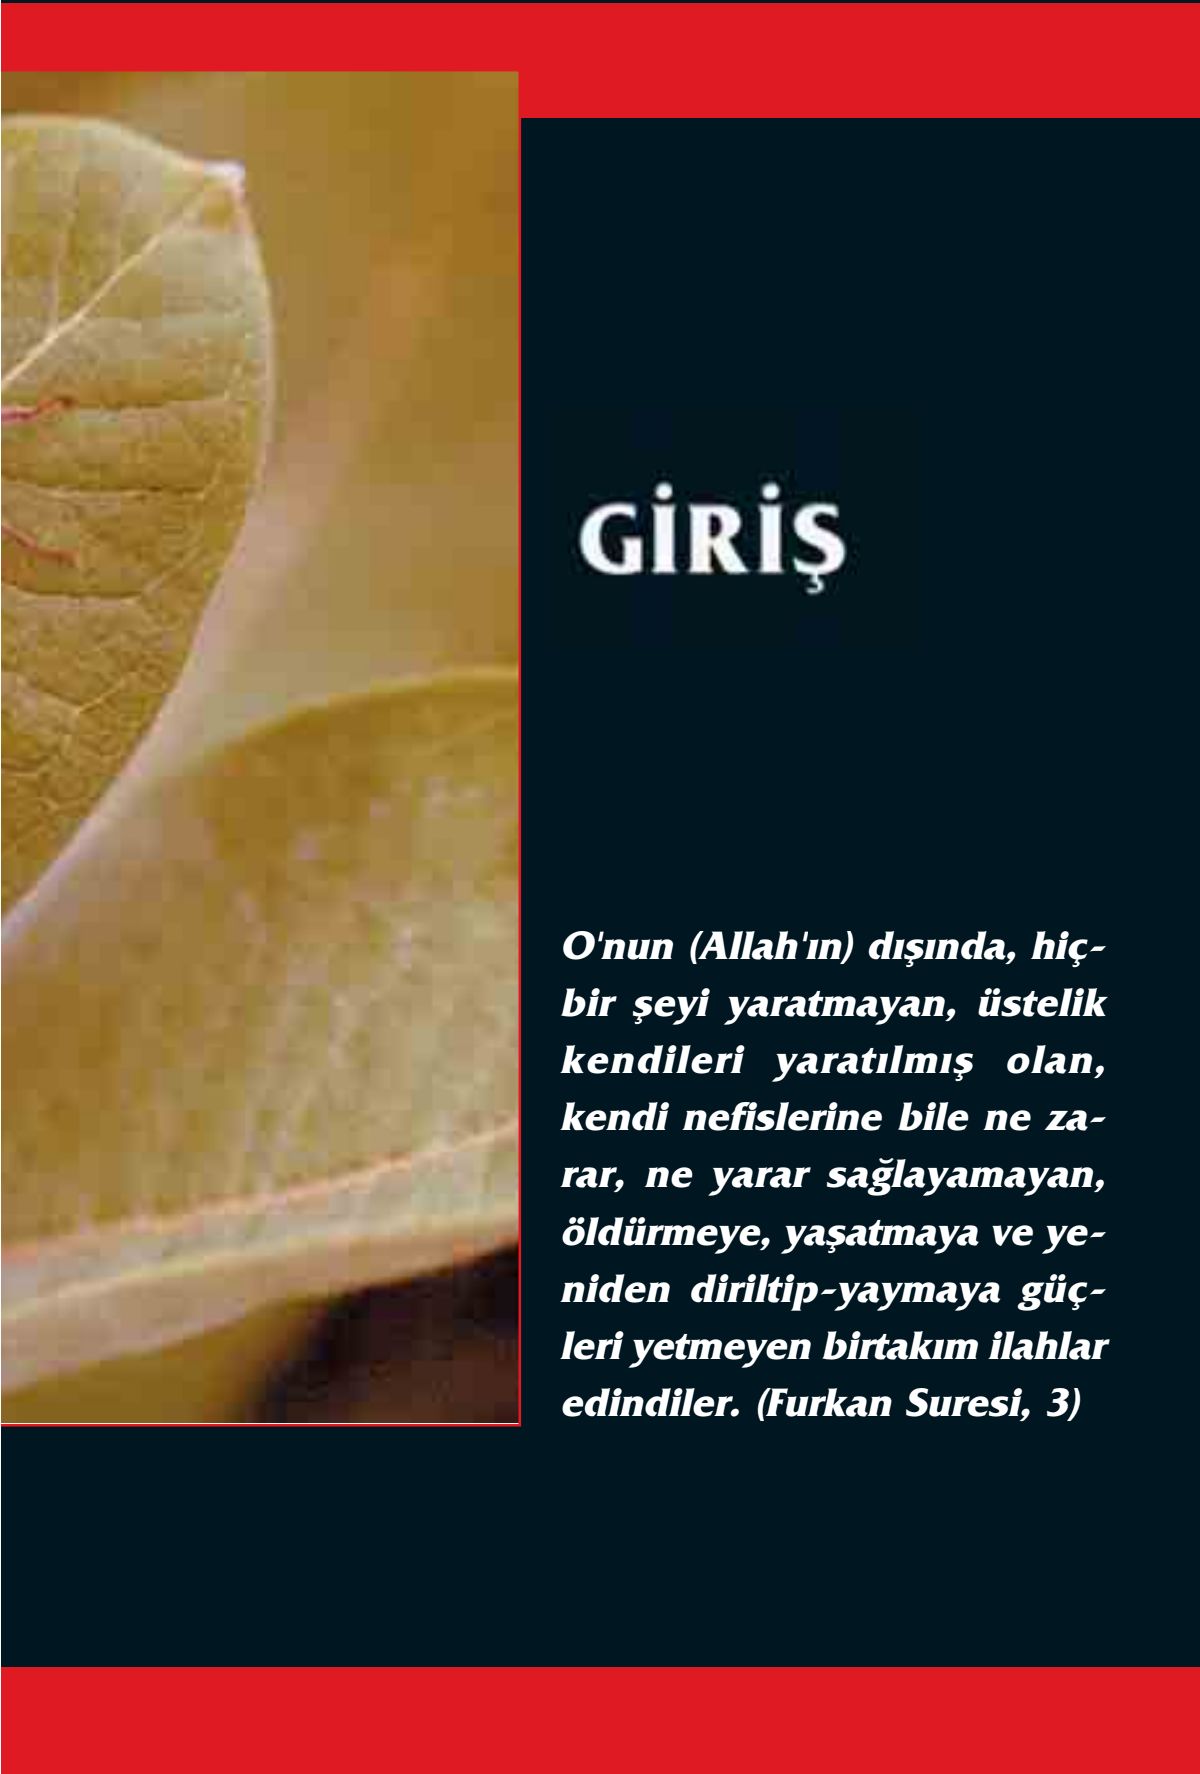 GİRİŞ
O'nun (Allah'ın) dışında, hiç-
bir şeyi yaratmayan, üstelik
kendileri yaratılmış olan,
kendi nefislerine bile ne za-
rar, ne yarar sağlayamayan,
öldürmeye, yaşatmaya ve ye-
niden diriltip-yaymaya güç-
leri yetmeyen birtakım ilahlar
edindiler. (Furkan Suresi, 3)